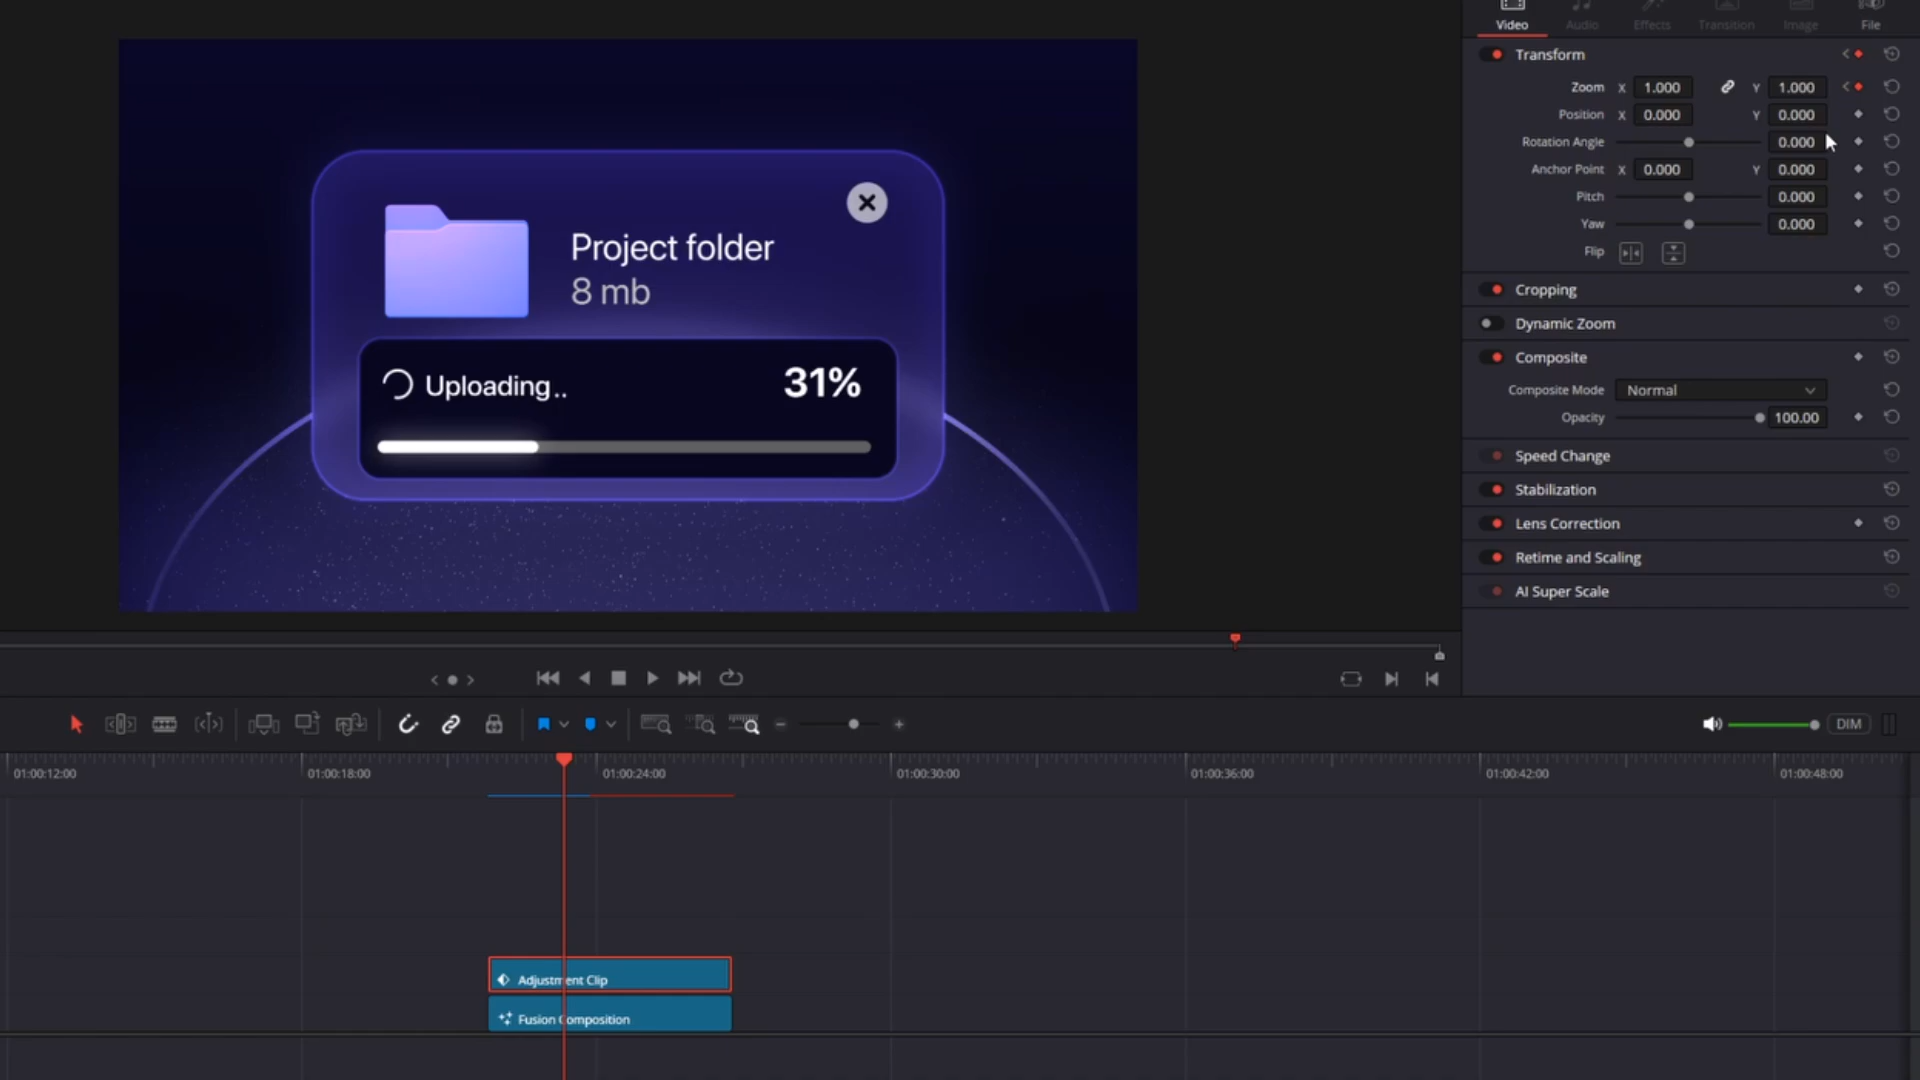 Video Audio Effects Transition Image File
Transform
Zoom X 1.000 Y 1.000
Position X 0.000 Y 0.000
Rotation Angle 0.000
Anchor Point X 0.000 Y 0.000
Pitch 0.000
Yaw 0.000
Flip
Cropping
Dynamic Zoom
Composite
Composite Mode Normal
Opacity 100.00
Speed Change
Stabilization
Lens Correction
Retime and Scaling
AI Super Scale
Project folder
8 mb
Uploading.. 31%
DIM
01:00:12:00 01:00:18:00 01:00:24:00 01:00:30:00 01:00:36:00 01:00:42:00 01:00:48:00
Adjustment Clip
Fusion Composition